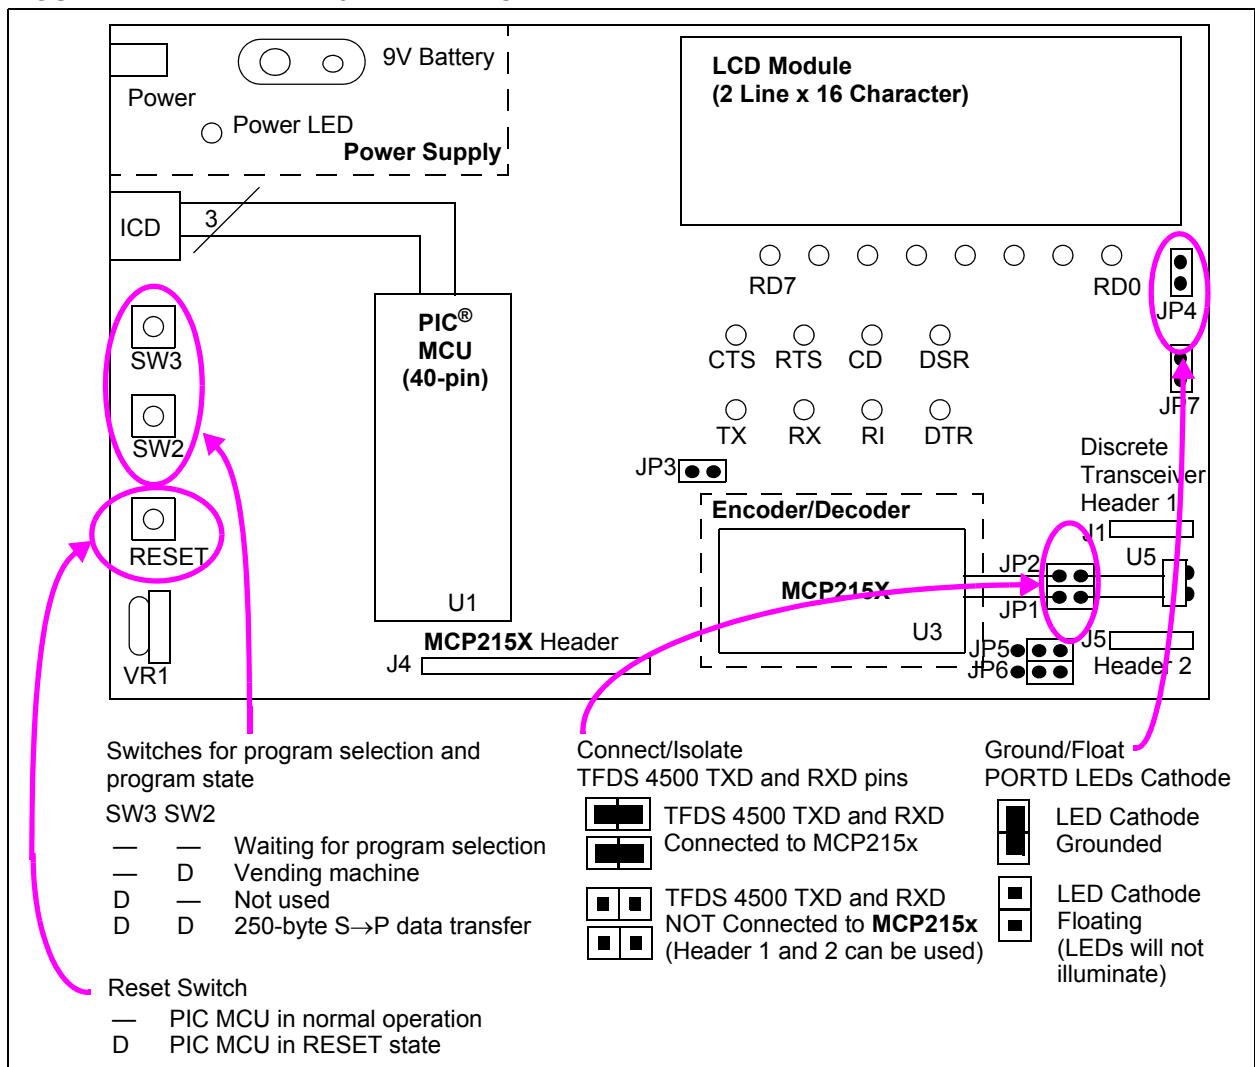 9V Battery
Power
Power LED
Power Supply
LCD Module
(2 Line x 16 Character)
ICD
3
RD7
RD0
JP4
SW3
PIC® MCU
(40-pin)
CTS RTS CD DSR
JP7
SW2
TX RX RI DTR
JP3
Discrete
Transceiver
Header 1
RESET
Encoder/Decoder
J1
JP2
U5
MCP215X
JP1
U1
U3
VR1
MCP215X Header
J4
JP5
J5
JP6
Header 2
Switches for program selection and
program state
SW3 SW2
— — Waiting for program selection
— D Vending machine
D — Not used
D D 250-byte S→P data transfer
Reset Switch
— PIC MCU in normal operation
D PIC MCU in RESET state
Connect/Isolate
TFDS 4500 TXD and RXD pins
TFDS 4500 TXD and RXD
Connected to MCP215x
TFDS 4500 TXD and RXD
NOT Connected to MCP215x
(Header 1 and 2 can be used)
Ground/Float
PORTD LEDs Cathode
LED Cathode
Grounded
LED Cathode
Floating
(LEDs will not
illuminate)